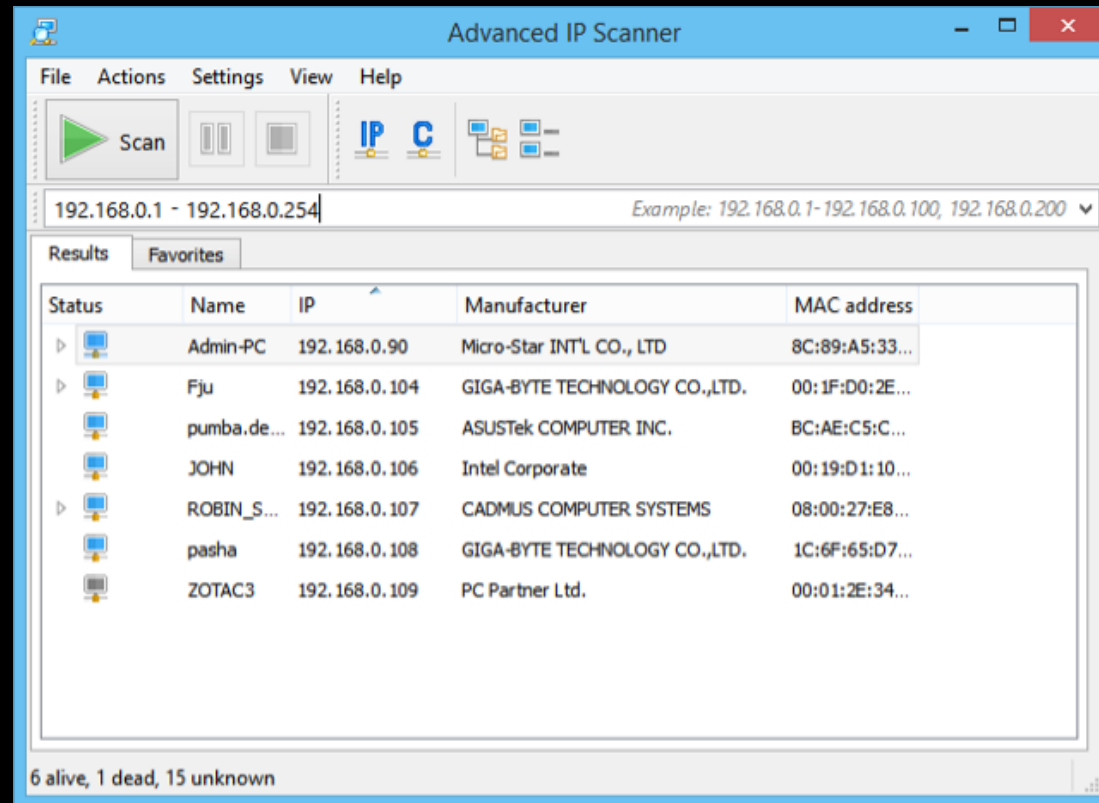 Advanced IP Scanner
File Actions Settings View Help
Scan IP C
192.168.0.1 - 192.168.0.254 Example: 192.168.0.1-192.168.0.100, 192.168.0.200
Results Favorites
Status Name IP Manufacturer MAC address
Admin-PC 192.168.0.90 Micro-Star INT'L CO., LTD 8C:89:A5:33...
Fju 192.168.0.104 GIGA-BYTE TECHNOLOGY CO.,LTD. 00:1F:D0:2E...
pumba.de... 192.168.0.105 ASUSTek COMPUTER INC. BC:AE:C5:C...
JOHN 192.168.0.106 Intel Corporate 00:19:D1:10...
ROBIN_S... 192.168.0.107 CADMUS COMPUTER SYSTEMS 08:00:27:E8...
pasha 192.168.0.108 GIGA-BYTE TECHNOLOGY CO.,LTD. 1C:6F:65:D7...
ZOTAC3 192.168.0.109 PC Partner Ltd. 00:01:2E:34...
6 alive, 1 dead, 15 unknown